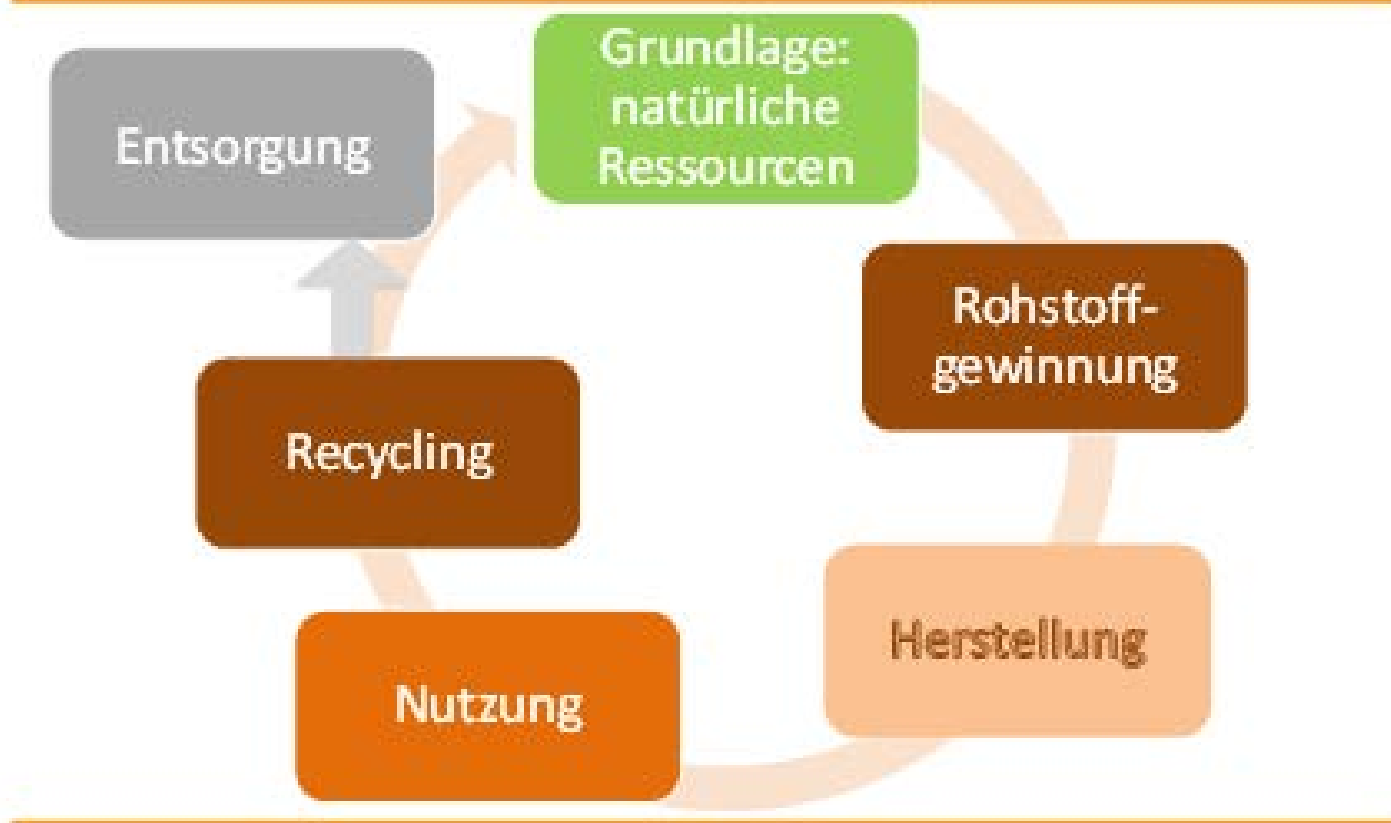 Grundlage:
natürliche
Ressourcen
Entsorgung
Rohstoff-
gewinnung
Recycling
Herstellung
Nutzung